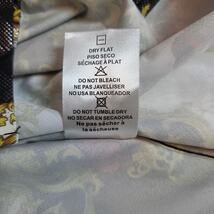 DRY FLAT
PISO SECO
SÉCHAGE À PLAT
DO NOT BLEACH
NE PAS JAVELLISER
NO USA BLANQUEADOR
DO NOT TUMBLE DRY
NO SECAR EN SECADORA
Ne pas sécher à
la sécheuse